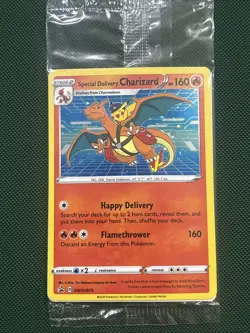 STAGE 2
Special Delivery Charizard HP 160
Evolves from Charmeleon
Happy Delivery
Search your deck for up to 2 item cards, reveal them, and
put them into your hand. Then, shuffle your deck.
Flamethrower 160
Discard an Energy from this Pokémon.
weakness ×2 resistance retreat
SWSH075